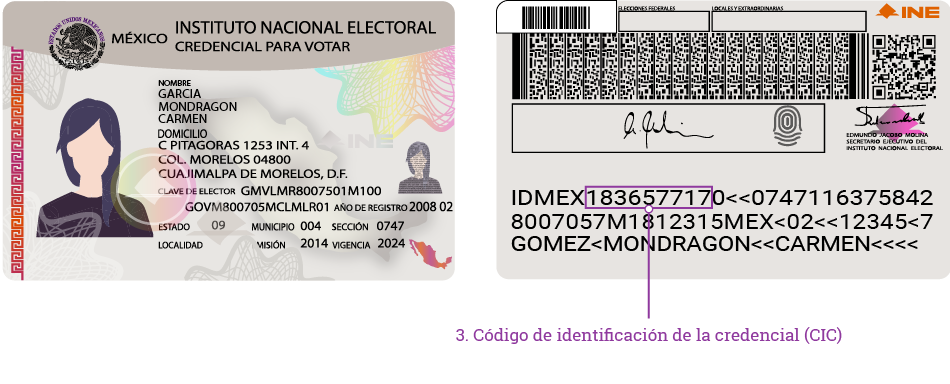 ESTADOS UNIDOS MEXICANOS
MÉXICO
INSTITUTO NACIONAL ELECTORAL
CREDENCIAL PARA VOTAR
NOMBRE
GARCIA
MONDRAGON
CARMEN
DOMICILIO
C PITAGORAS 1253 INT. 4
COL. MORELOS 04800
CUAJIMALPA DE MORELOS, D.F.
CLAVE DE ELECTOR GMVLMR8007501M100
GOVM800705MCLMLR01 AÑO DE REGISTRO 2008 02
ESTADO 09 MUNICIPIO 004 SECCIÓN 0747
LOCALIDAD MISIÓN 2014 VIGENCIA 2024
INE
ELECCIONES FEDERALES
LOCALES Y EXTRAORDINARIAS
INE
EDMUNDO JACOBO MOLINA
SECRETARIO EJECUTIVO DEL
INSTITUTO NACIONAL ELECTORAL
IDMEX1836577170<<0747116375842
8007057M1812315MEX<02<<12345<7
GOMEZ<MONDRAGON<<CARMEN<<<<
3. Código de identificación de la credencial (CIC)